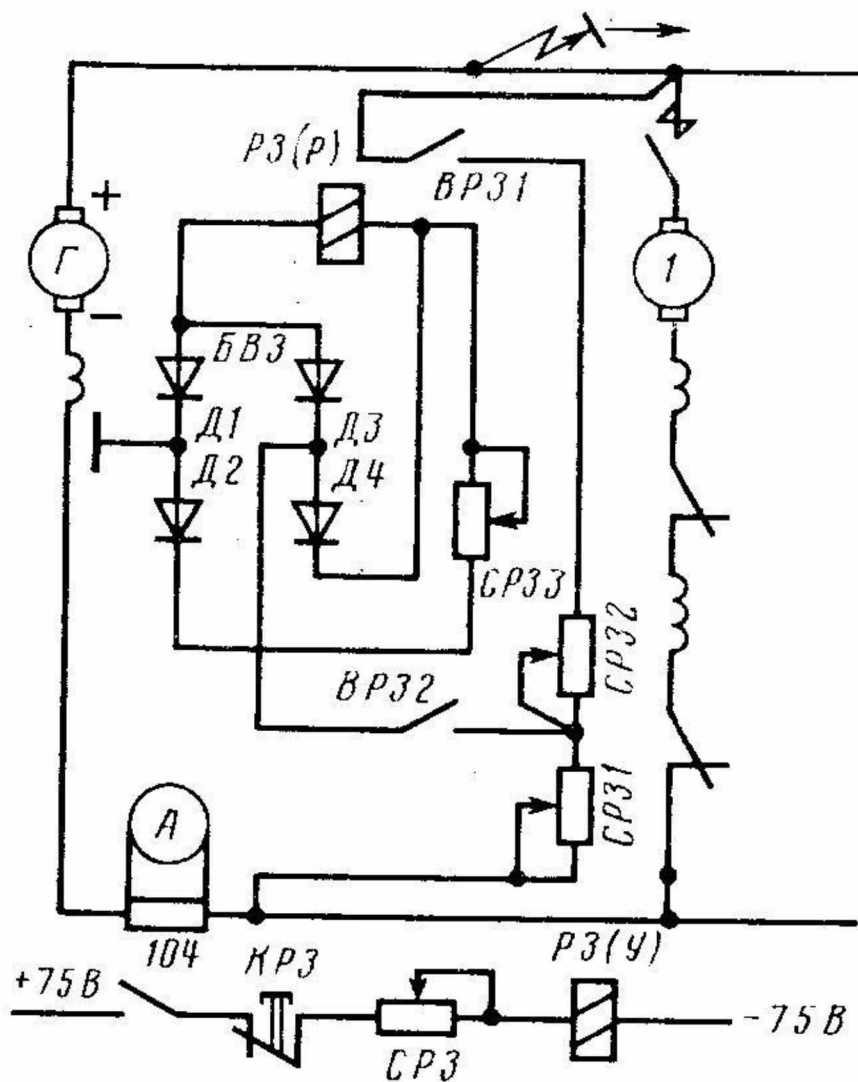 РЗ(Р)
ВРЗ1
+
Г
1
−
БВЗ
Д1
Д3
Д2
Д4
СРЗЗ
СРЗ2
ВРЗ2
СРЗ1
А
104
КРЗ
РЗ(У)
+75В
−75В
СРЗ